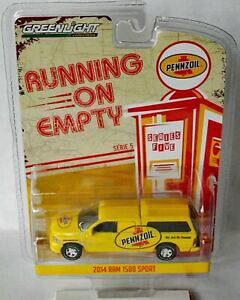 GREENLIGHT
RUNNING
ON
EMPTY
SERIE 5
PENNZOIL
SERIES
FIVE
PENNZOIL
2014 RAM 1500 SPORT